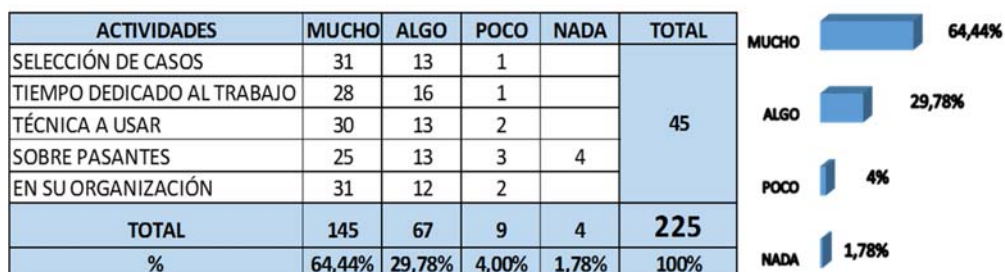 ACTIVIDADES MUCHO ALGO POCO NADA TOTAL
SELECCIÓN DE CASOS 31 13 1
TIEMPO DEDICADO AL TRABAJO 28 16 1
TÉCNICA A USAR 30 13 2 45
SOBRE PASANTES 25 13 3 4
EN SU ORGANIZACIÓN 31 12 2
TOTAL 145 67 9 4 225
% 64,44% 29,78% 4,00% 1,78% 100%
MUCHO 64,44%
ALGO 29,78%
POCO 4%
NADA 1,78%